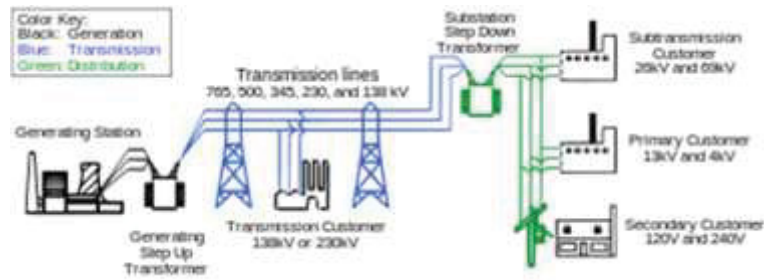 Color Key:
Black: Generation
Blue: Transmission
Green: Distribution
Substation
Step Down
Transformer
Subtransmission
Customer
26kV and 69kV
Transmission lines
765, 500, 345, 230, and 138 kV
Generating Station
Primary Customer
13kV and 4kV
Transmission Customer
138kV or 230kV
Generating
Step Up
Transformer
Secondary Customer
120V and 240V